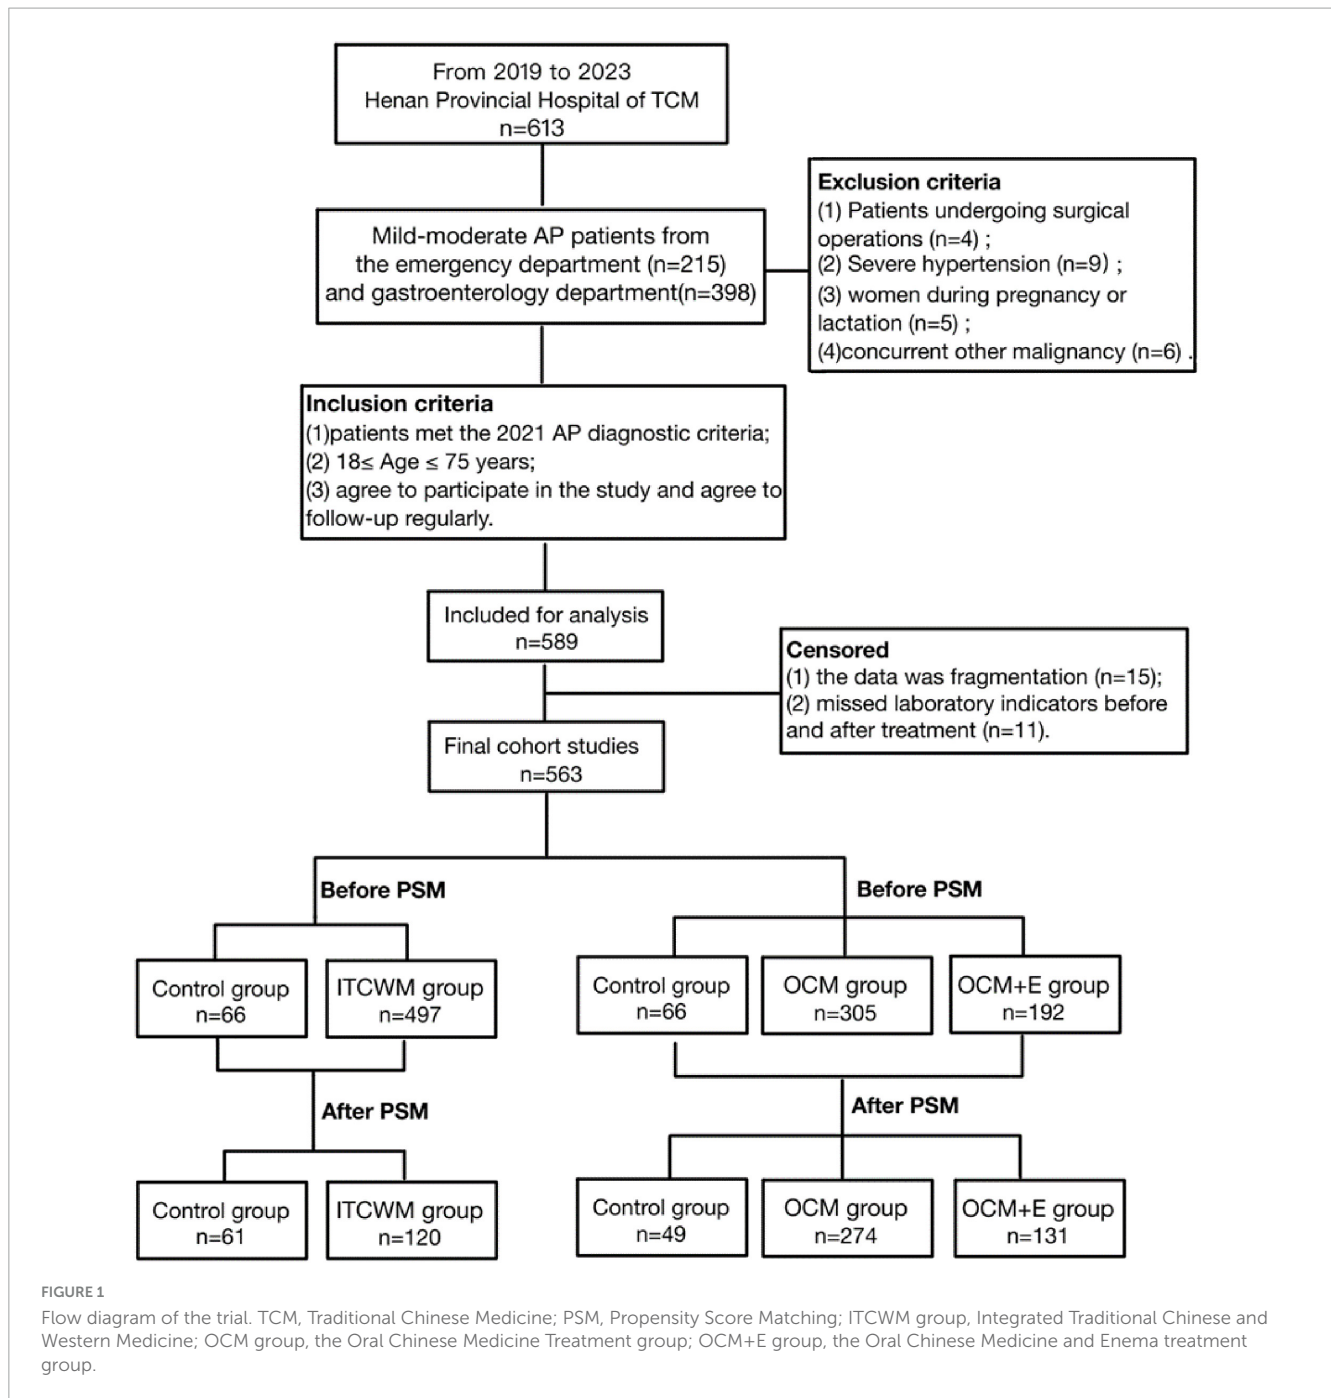 From 2019 to 2023
Henan Provincial Hospital of TCM
n=613
Exclusion criteria
(1) Patients undergoing surgical
operations (n=4) ;
(2) Severe hypertension (n=9) ;
(3) women during pregnancy or
lactation (n=5) ;
(4)concurrent other malignancy (n=6) .
Mild-moderate AP patients from
the emergency department (n=215)
and gastroenterology department(n=398)
Inclusion criteria
(1)patients met the 2021 AP diagnostic criteria;
(2) 18≤ Age ≤ 75 years;
(3) agree to participate in the study and agree to
follow-up regularly.
Included for analysis
n=589
Censored
(1) the data was fragmentation (n=15);
(2) missed laboratory indicators before
and after treatment (n=11).
Final cohort studies
n=563
Before PSM
Control group
n=66
ITCWM group
n=497
After PSM
Control group
n=61
ITCWM group
n=120
Before PSM
Control group
n=66
OCM group
n=305
OCM+E group
n=192
After PSM
Control group
n=49
OCM group
n=274
OCM+E group
n=131
FIGURE 1
Flow diagram of the trial. TCM, Traditional Chinese Medicine; PSM, Propensity Score Matching; ITCWM group, Integrated Traditional Chinese and
Western Medicine; OCM group, the Oral Chinese Medicine Treatment group; OCM+E group, the Oral Chinese Medicine and Enema treatment
group.